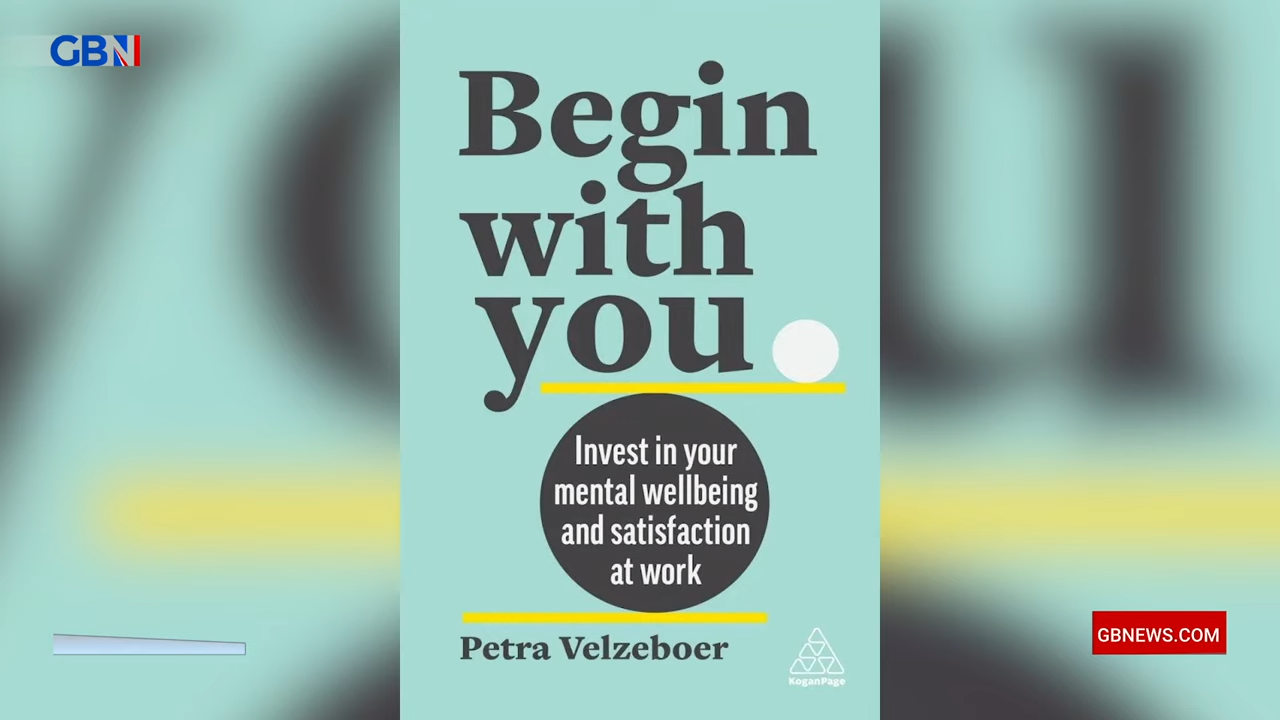 GBN
Begin
with
you.
Invest in your
mental wellbeing
and satisfaction
at work
Petra Velzeboer
KoganPage
GBNEWS.COM